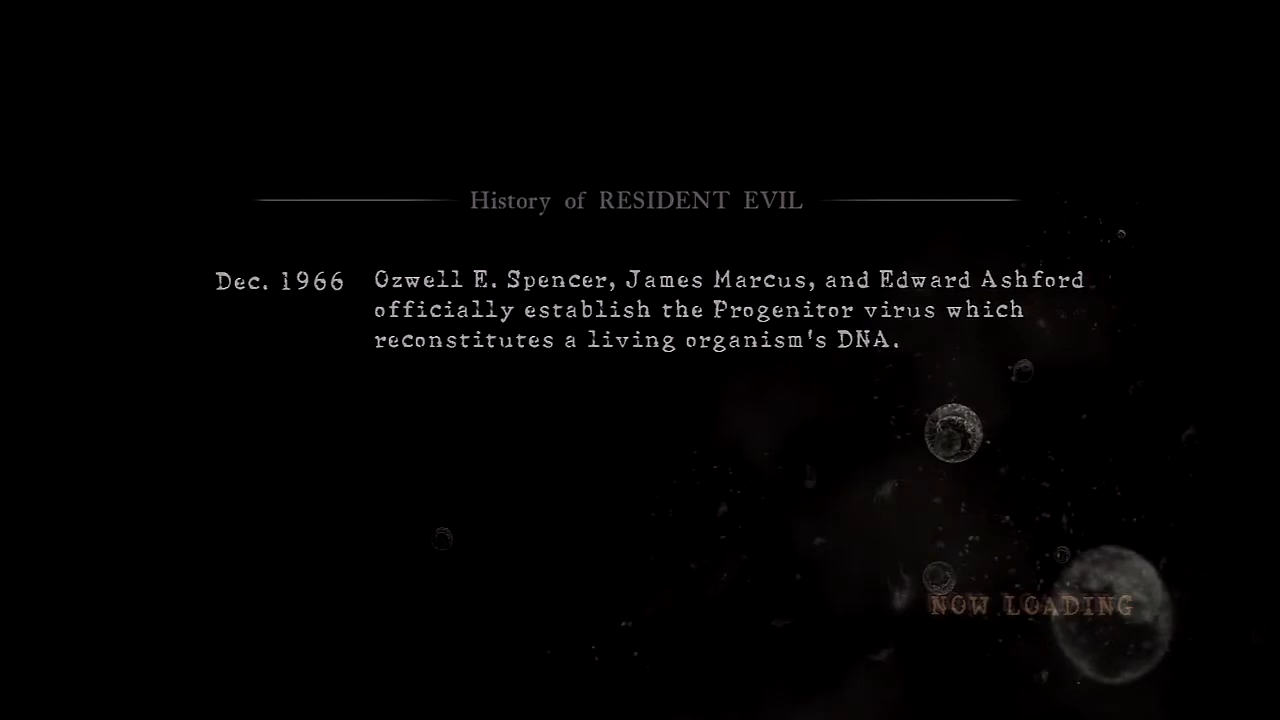 History of RESIDENT EVIL
Dec. 1966 Ozwell E. Spencer, James Marcus, and Edward Ashford
officially establish the Progenitor virus which
reconstitutes a living organism's DNA.
NOW LOADING